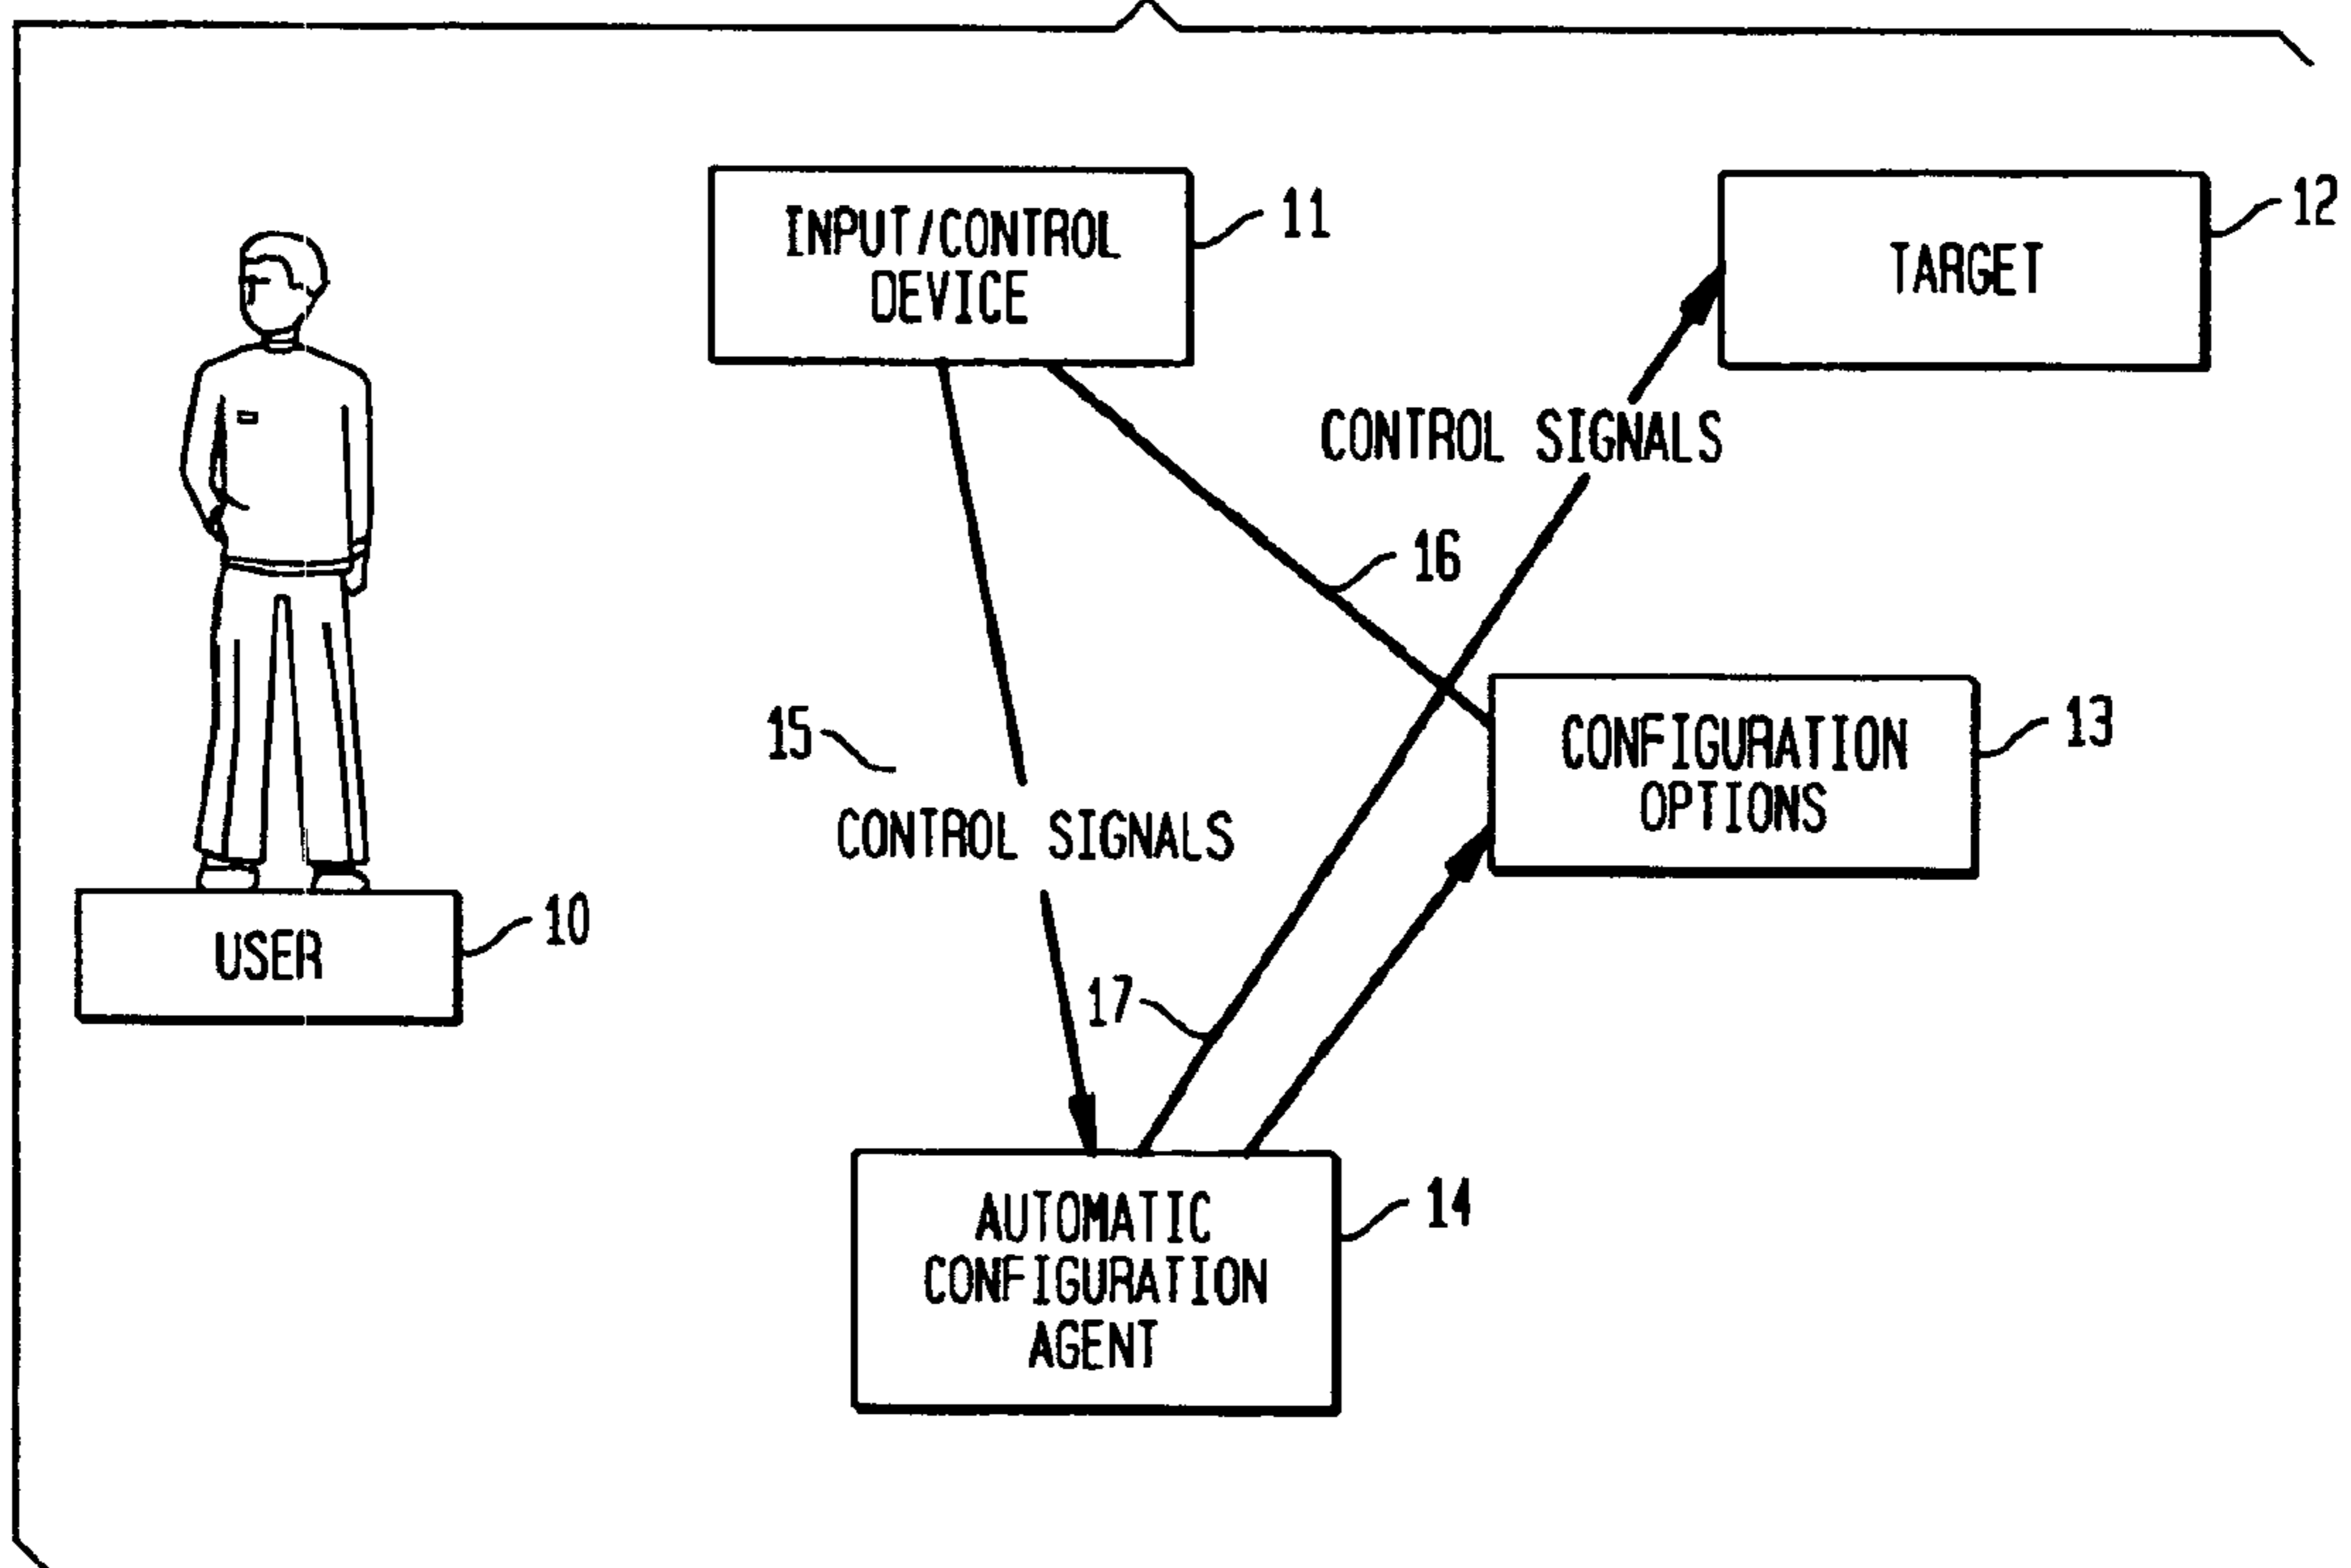 INPUT/CONTROL
DEVICE
11
TARGET
12
CONTROL SIGNALS
16
15
CONTROL SIGNALS
CONFIGURATION
OPTIONS
13
USER
10
17
AUTOMATIC
CONFIGURATION
AGENT
14